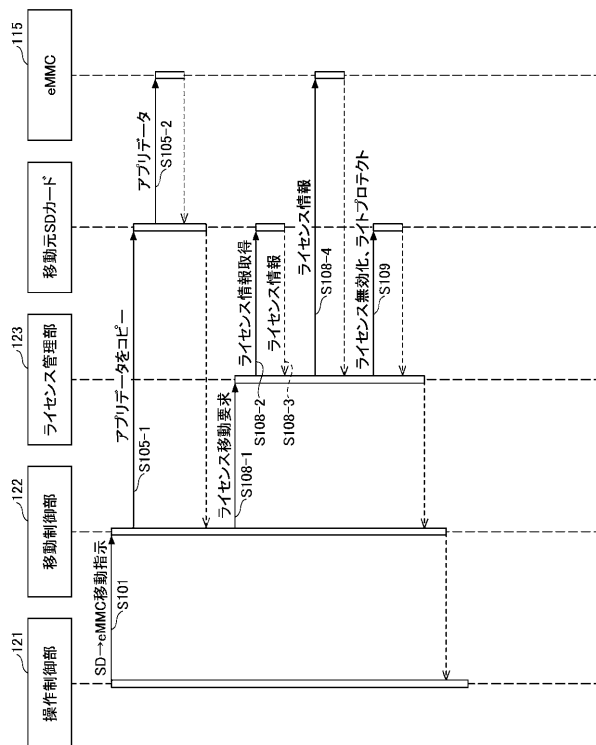 121
操作制御部
122
移動制御部
123
ライセンス管理部
移動元SDカード
115
eMMC
SD→eMMC移動指示
S101
アプリデータをコピー
S105-1
アプリデータ
S105-2
ライセンス移動要求
S108-1
ライセンス情報取得
S108-2
ライセンス情報
S108-3
ライセンス情報
S108-4
ライセンス無効化、ライトプロテクト
S109